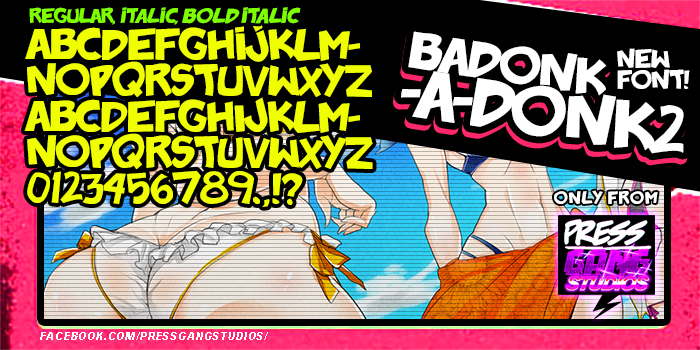 REGULAR, ITALIC, BOLD ITALIC
ABCDEFGHIJKLM-
NOPQRSTUVWXYZ
ABCDEFGHIJKLM-
NOPQRSTUVWXYZ
0123456789.,!?
BADONK
-A-DONK2
NEW
FONT!
ONLY FROM
PRESS
GANG
STUDIOS
FACEBOOK.COM/PRESSGANGSTUDIOS/